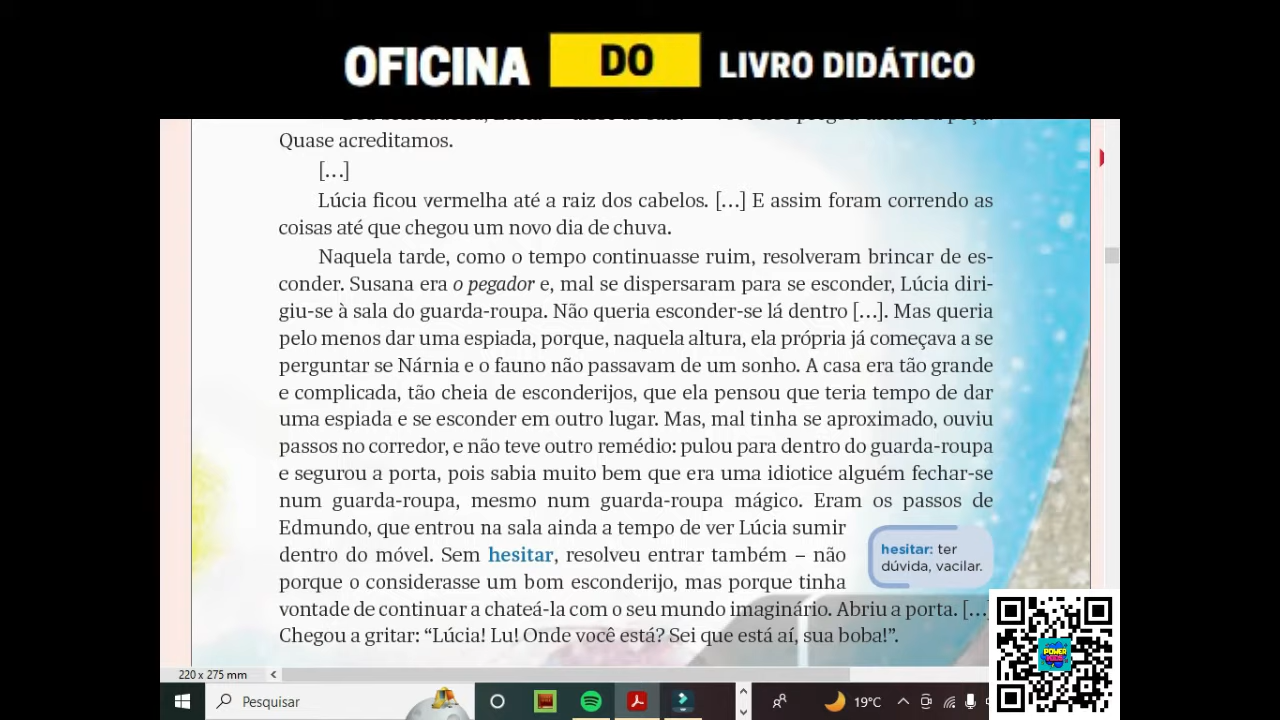 OFICINA DO LIVRO DIDÁTICO
Quase acreditamos.
[...]
Lúcia ficou vermelha até a raiz dos cabelos. [...] E assim foram correndo as
coisas até que chegou um novo dia de chuva.
Naquela tarde, como o tempo continuasse ruim, resolveram brincar de es-
conder. Susana era o pegador e, mal se dispersaram para se esconder, Lúcia diri-
giu-se à sala do guarda-roupa. Não queria esconder-se lá dentro [...]. Mas queria
pelo menos dar uma espiada, porque, naquela altura, ela própria já começava a se
perguntar se Nárnia e o fauno não passavam de um sonho. A casa era tão grande
e complicada, tão cheia de esconderijos, que ela pensou que teria tempo de dar
uma espiada e se esconder em outro lugar. Mas, mal tinha se aproximado, ouviu
passos no corredor, e não teve outro remédio: pulou para dentro do guarda-roupa
e segurou a porta, pois sabia muito bem que era uma idiotice alguém fechar-se
num guarda-roupa, mesmo num guarda-roupa mágico. Eram os passos de
Edmundo, que entrou na sala ainda a tempo de ver Lúcia sumir
dentro do móvel. Sem hesitar, resolveu entrar também – não
porque o considerasse um bom esconderijo, mas porque tinha
vontade de continuar a chateá-la com o seu mundo imaginário. Abriu a porta. [...]
Chegou a gritar: “Lúcia! Lu! Onde você está? Sei que está aí, sua boba!”.
hesitar: ter
dúvida, vacilar.
POWER
KIDS
220 x 275 mm
Pesquisar
19°C